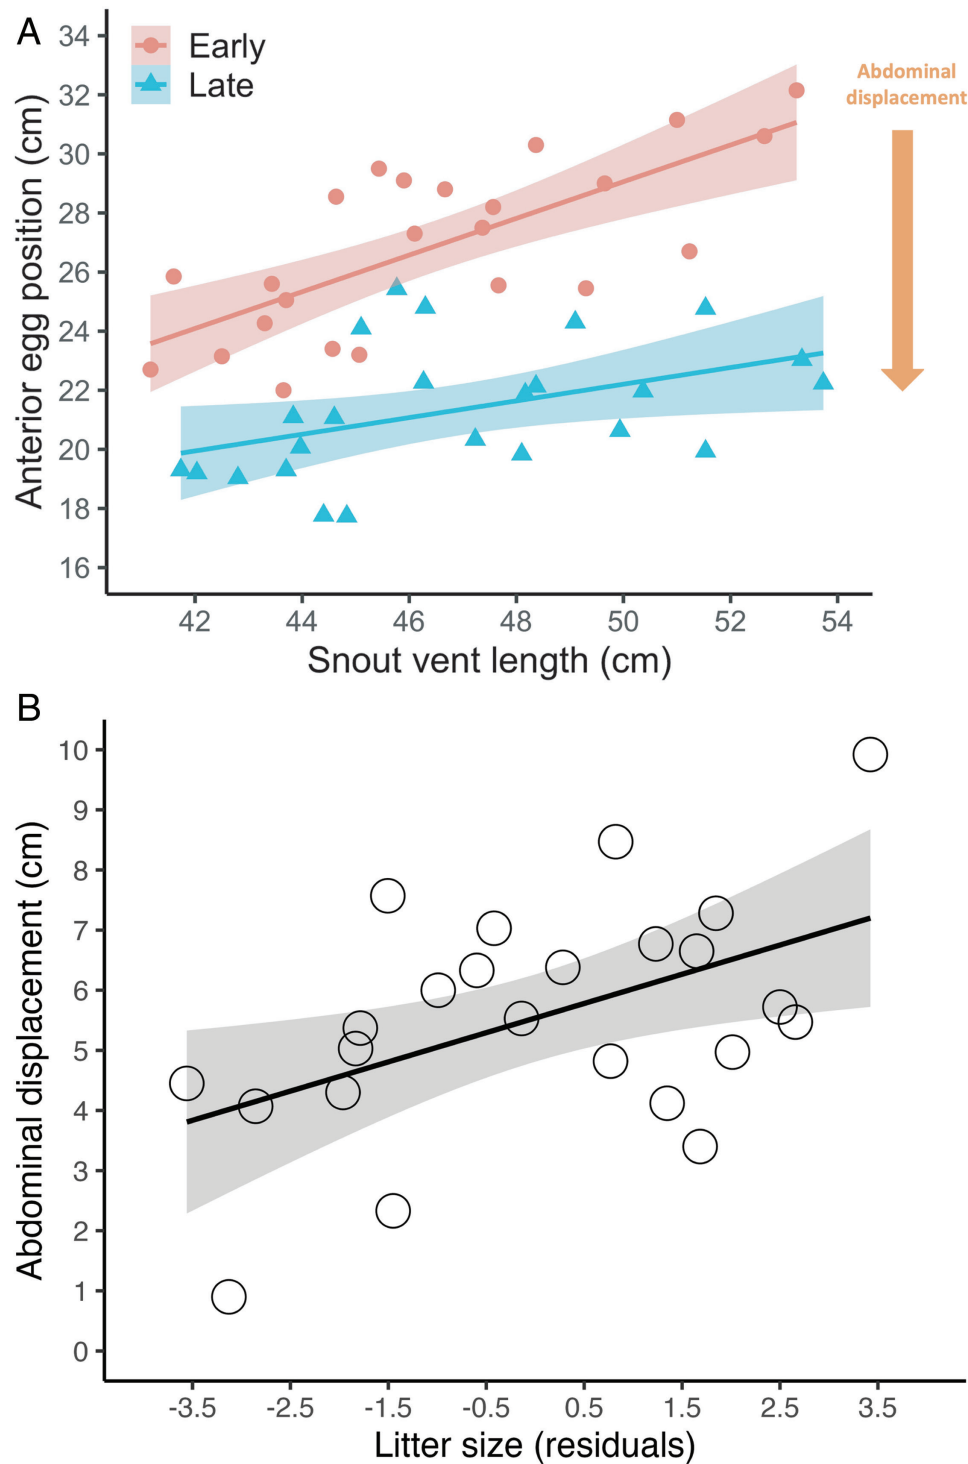 A
Early
Late
Abdominal
displacement
Anterior egg position (cm)
34
32
30
28
26
24
22
20
18
16
42 44 46 48 50 52 54
Snout vent length (cm)
B
Abdominal displacement (cm)
10
9
8
7
6
5
4
3
2
1
0
-3.5 -2.5 -1.5 -0.5 0.5 1.5 2.5 3.5
Litter size (residuals)